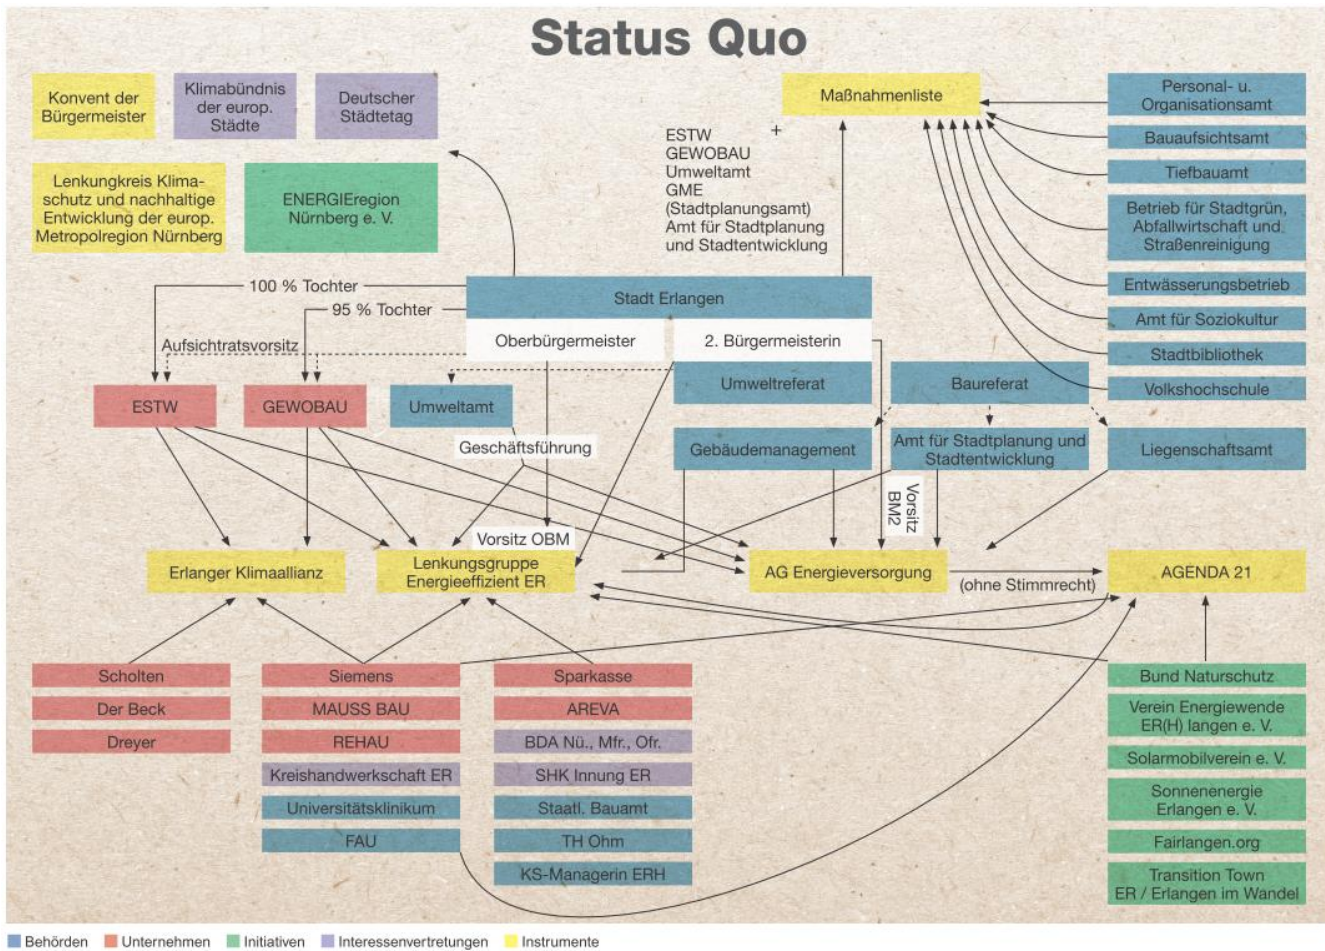 Status Quo
Konvent der
Bürgermeister
Klimabündnis
der europ.
Städte
Deutscher
Städtetag
Lenkungkreis Klima-
schutz und nachhaltige
Entwicklung der europ.
Metropolregion Nürnberg
ENERGIEregion
Nürnberg e. V.
Maßnahmenliste
+
ESTW
GEWOBAU
Umweltamt
GME
(Stadtplanungsamt)
Amt für Stadtplanung
und Stadtentwicklung
Personal- u.
Organisationsamt
Bauaufsichtsamt
Tiefbauamt
Betrieb für Stadtgrün,
Abfallwirtschaft und
Straßenreinigung
Entwässerungsbetrieb
Amt für Soziokultur
Stadtbibliothek
Volkshochschule
100 % Tochter
95 % Tochter
Stadt Erlangen
Oberbürgermeister
2. Bürgermeisterin
Aufsichtratsvorsitz
ESTW
GEWOBAU
Umweltamt
Umweltreferat
Baureferat
Geschäftsführung
Gebäudemanagement
Amt für Stadtplanung und
Stadtentwicklung
Liegenschaftsamt
Vorsitz
BM2
Vorsitz OBM
Erlanger Klimaallianz
Lenkungsgruppe
Energieeffizient ER
AG Energieversorgung
(ohne Stimmrecht)
AGENDA 21
Scholten
Der Beck
Dreyer
Siemens
MAUSS BAU
REHAU
Kreishandwerkschaft ER
Universitätsklinikum
FAU
Sparkasse
AREVA
BDA Nü., Mfr., Ofr.
SHK Innung ER
Staatl. Bauamt
TH Ohm
KS-Managerin ERH
Bund Naturschutz
Verein Energiewende
ER(H) langen e. V.
Solarmobilverein e. V.
Sonnenenergie
Erlangen e. V.
Fairlangen.org
Transition Town
ER / Erlangen im Wandel
Behörden
Unternehmen
Initiativen
Interessenvertretungen
Instrumente